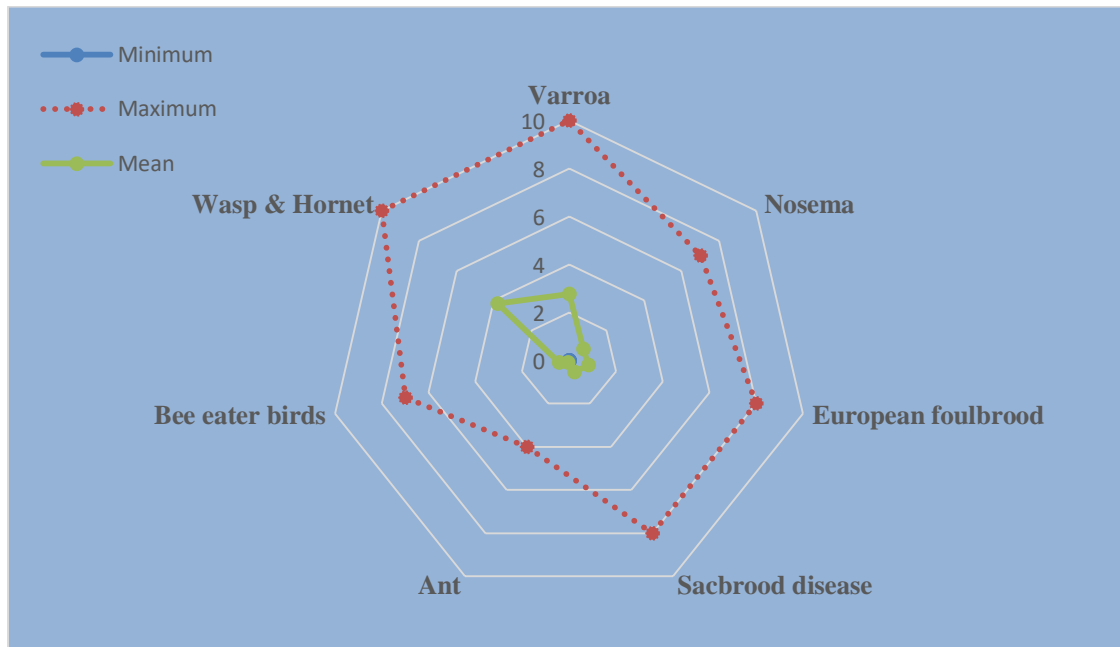 Minimum
Maximum
Mean
Varroa
10
8
6
4
2
0
Wasp & Hornet
Nosema
Bee eater birds
European foulbrood
Ant
Sacbrood disease